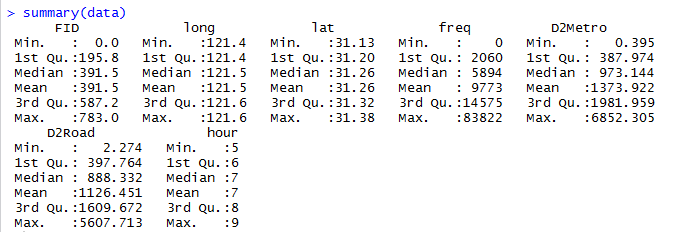 > summary(data)
      FID             long            lat             freq          D2Metro        
 Min.   :  0.0   Min.   :121.4   Min.   :31.13   Min.   :    0   Min.   :   0.395  
 1st Qu.:195.8   1st Qu.:121.4   1st Qu.:31.20   1st Qu.: 2060   1st Qu.: 387.974  
 Median :391.5   Median :121.5   Median :31.26   Median : 5894   Median : 973.144  
 Mean   :391.5   Mean   :121.5   Mean   :31.26   Mean   : 9773   Mean   :1373.922  
 3rd Qu.:587.2   3rd Qu.:121.6   3rd Qu.:31.32   3rd Qu.:14575   3rd Qu.:1981.959  
 Max.   :783.0   Max.   :121.6   Max.   :31.38   Max.   :83822   Max.   :6852.305  
     D2Road              hour  
 Min.   :   2.274   Min.   :5  
 1st Qu.: 397.764   1st Qu.:6  
 Median : 888.332   Median :7  
 Mean   :1126.451   Mean   :7  
 3rd Qu.:1609.672   3rd Qu.:8  
 Max.   :5607.713   Max.   :9